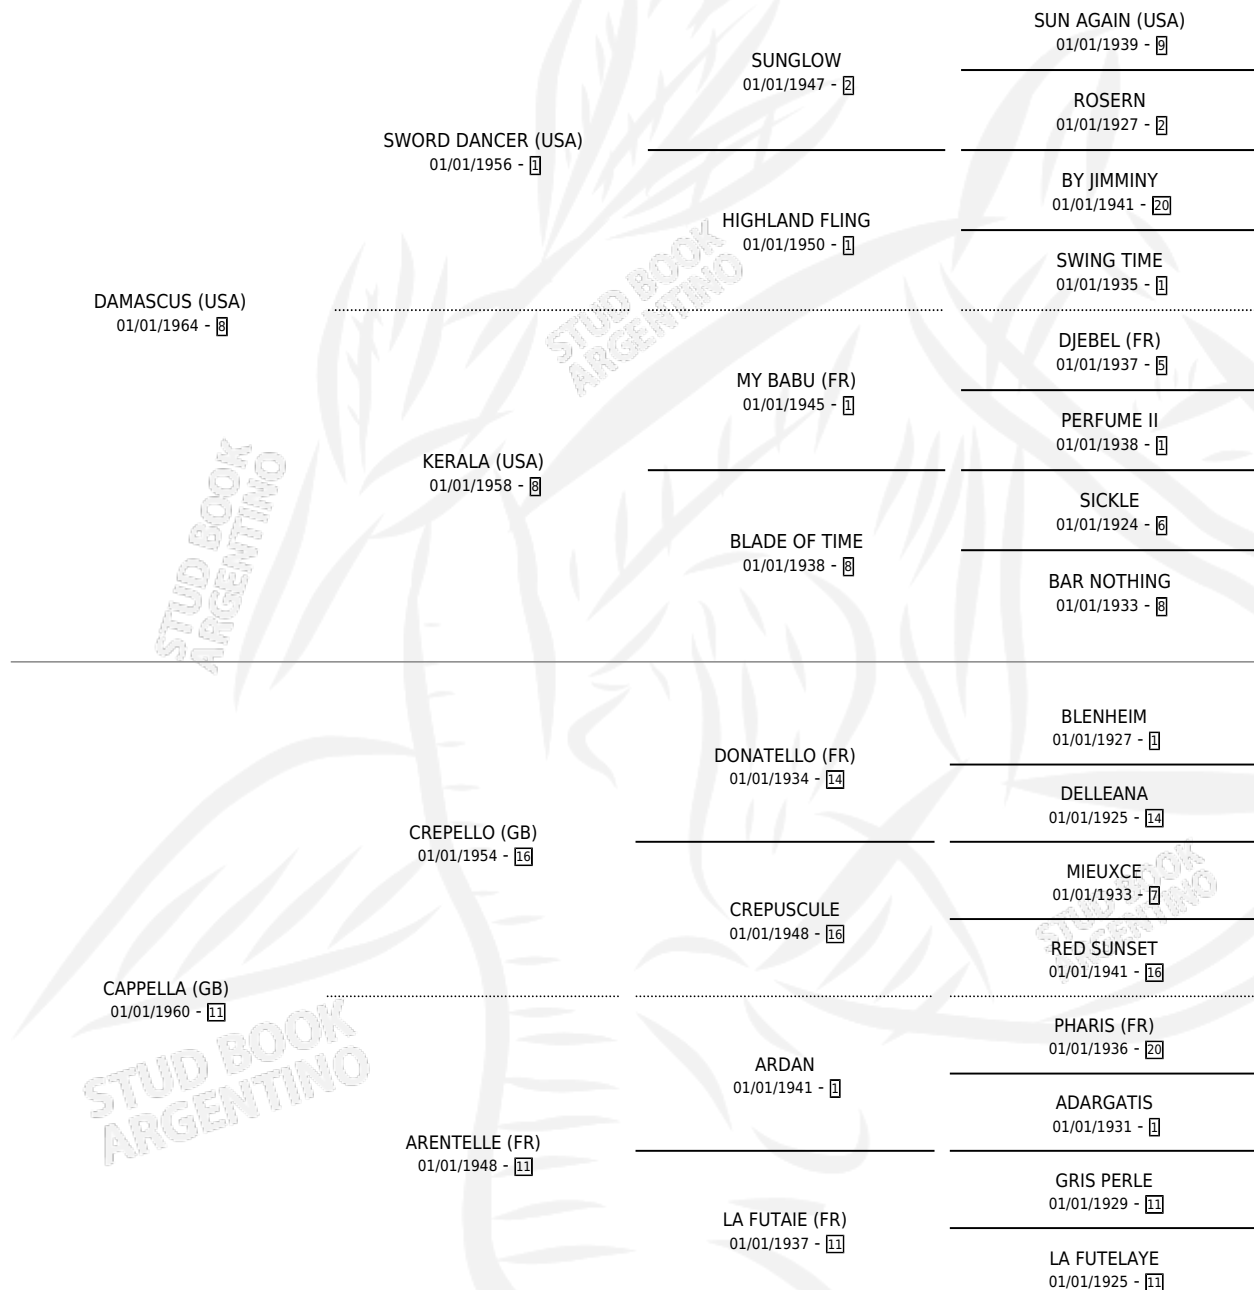 SUN AGAIN (USA)
01/01/1939 - 9
SUNGLOW
01/01/1947 - 2
ROSERN
01/01/1927 - 2
SWORD DANCER (USA)
01/01/1956 - 1
BY JIMMINY
01/01/1941 - 20
HIGHLAND FLING
01/01/1950 - 1
SWING TIME
01/01/1935 - 1
DAMASCUS (USA)
01/01/1964 - 8
DJEBEL (FR)
01/01/1937 - 5
MY BABU (FR)
01/01/1945 - 1
PERFUME II
01/01/1938 - 1
KERALA (USA)
01/01/1958 - 8
SICKLE
01/01/1924 - 6
BLADE OF TIME
01/01/1938 - 8
BAR NOTHING
01/01/1933 - 8
BLENHEIM
01/01/1927 - 1
DONATELLO (FR)
01/01/1934 - 14
DELLEANA
01/01/1925 - 14
CREPELLO (GB)
01/01/1954 - 16
MIEUXCE
01/01/1933 - 7
CREPUSCULE
01/01/1948 - 16
RED SUNSET
01/01/1941 - 16
CAPPELLA (GB)
01/01/1960 - 11
PHARIS (FR)
01/01/1936 - 20
ARDAN
01/01/1941 - 1
ADARGATIS
01/01/1931 - 1
ARENTELLE (FR)
01/01/1948 - 11
GRIS PERLE
01/01/1929 - 11
LA FUTAIE (FR)
01/01/1937 - 11
LA FUTELAYE
01/01/1925 - 11
STUD BOOK
ARGENTINO
STUD BOOK
ARGENTINO
STUD BOOK
ARGENTINO
STUD BOOK
ARGENTINO